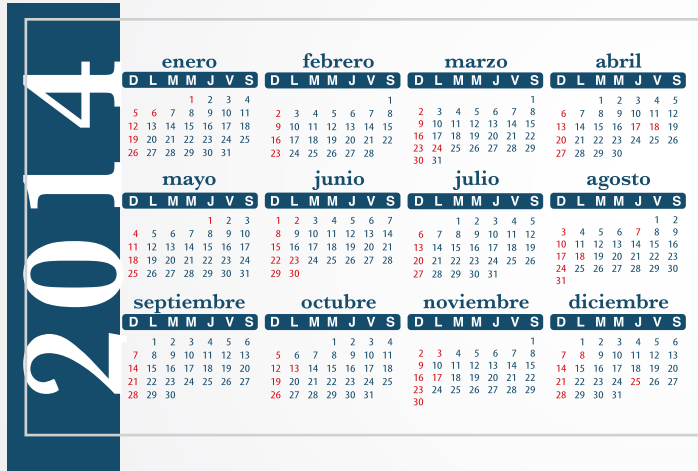 2014
enero
D L M M J V S
1 2 3 4
5 6 7 8 9 10 11
12 13 14 15 16 17 18
19 20 21 22 23 24 25
26 27 28 29 30 31
febrero
D L M M J V S
1
2 3 4 5 6 7 8
9 10 11 12 13 14 15
16 17 18 19 20 21 22
23 24 25 26 27 28
marzo
D L M M J V S
1
2 3 4 5 6 7 8
9 10 11 12 13 14 15
16 17 18 19 20 21 22
23 24 25 26 27 28 29
30 31
abril
D L M M J V S
1 2 3 4 5
6 7 8 9 10 11 12
13 14 15 16 17 18 19
20 21 22 23 24 25 26
27 28 29 30
mayo
D L M M J V S
1 2 3
4 5 6 7 8 9 10
11 12 13 14 15 16 17
18 19 20 21 22 23 24
25 26 27 28 29 30 31
junio
D L M M J V S
1 2 3 4 5 6 7
8 9 10 11 12 13 14
15 16 17 18 19 20 21
22 23 24 25 26 27 28
29 30
julio
D L M M J V S
1 2 3 4 5
6 7 8 9 10 11 12
13 14 15 16 17 18 19
20 21 22 23 24 25 26
27 28 29 30 31
agosto
D L M M J V S
1 2
3 4 5 6 7 8 9
10 11 12 13 14 15 16
17 18 19 20 21 22 23
24 25 26 27 28 29 30
31
septiembre
D L M M J V S
1 2 3 4 5 6
7 8 9 10 11 12 13
14 15 16 17 18 19 20
21 22 23 24 25 26 27
28 29 30
octubre
D L M M J V S
1 2 3 4
5 6 7 8 9 10 11
12 13 14 15 16 17 18
19 20 21 22 23 24 25
26 27 28 29 30 31
noviembre
D L M M J V S
1
2 3 4 5 6 7 8
9 10 11 12 13 14 15
16 17 18 19 20 21 22
23 24 25 26 27 28 29
30
diciembre
D L M M J V S
1 2 3 4 5 6
7 8 9 10 11 12 13
14 15 16 17 18 19 20
21 22 23 24 25 26 27
28 29 30 31